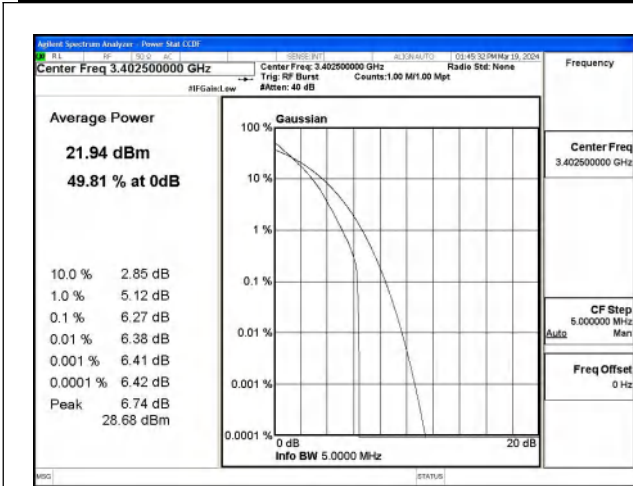 Agilent Spectrum Analyzer - Power Stat CCDF
RL RF 50 Ω AC SENSE:INT ALIGN AUTO 01:45:32 PM Mar 19, 2024
Center Freq 3.402500000 GHz
Center Freq: 3.402500000 GHz Radio Std: None
Trig: RF Burst Counts:1.00 M/1.00 Mpt
#IFGain:Low #Atten: 40 dB
Frequency
Average Power
21.94 dBm
49.81 % at 0dB
10.0 % 2.85 dB
1.0 % 5.12 dB
0.1 % 6.27 dB
0.01 % 6.38 dB
0.001 % 6.41 dB
0.0001 % 6.42 dB
Peak 6.74 dB
28.68 dBm
Gaussian
100 %
10 %
1 %
0.1 %
0.01 %
0.001 %
0.0001 %
0 dB 20 dB
Info BW 5.0000 MHz
Center Freq
3.402500000 GHz
CF Step
5.000000 MHz
Auto Man
Freq Offset
0 Hz
MSG STATUS